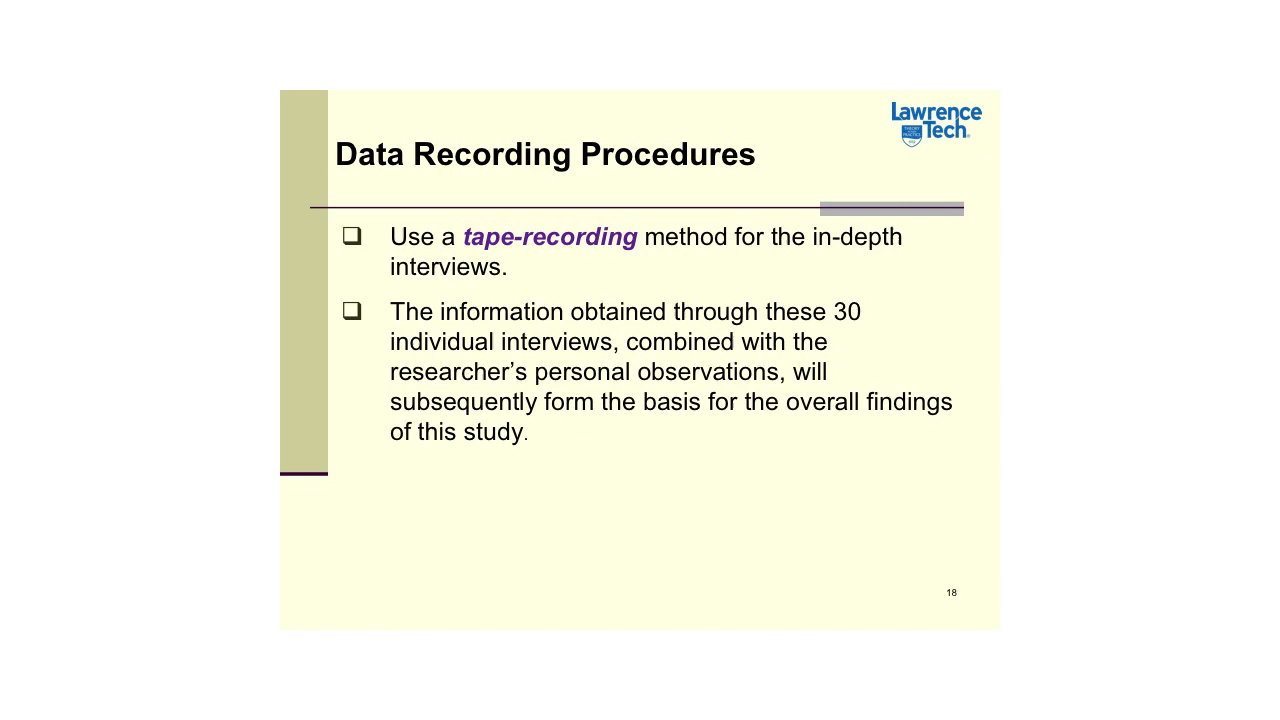 Lawrence
Tech
Data Recording Procedures
Use a tape-recording method for the in-depth
interviews.
The information obtained through these 30
individual interviews, combined with the
researcher’s personal observations, will
subsequently form the basis for the overall findings
of this study.
18